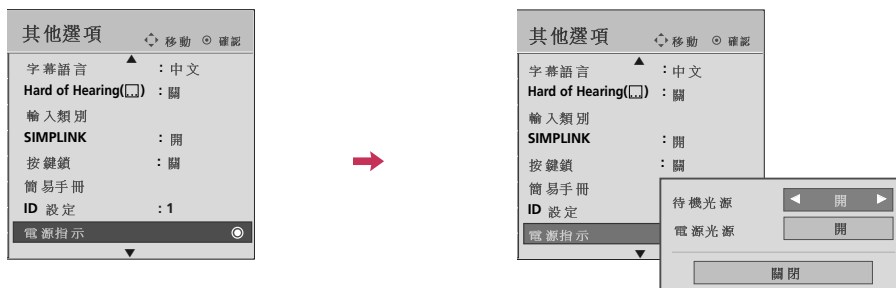 其他選項 移動 確認
字幕語言 : 中文
Hard of Hearing() : 關
輸入類別
SIMPLINK : 開
按鍵鎖 : 關
簡易手冊
ID 設定 : 1
電源指示
其他選項 移動 確認
字幕語言 : 中文
Hard of Hearing() : 關
輸入類別
SIMPLINK : 開
按鍵鎖 : 關
簡易手冊
ID 設定
電源指示
待機光源 開
電源光源 開
關閉